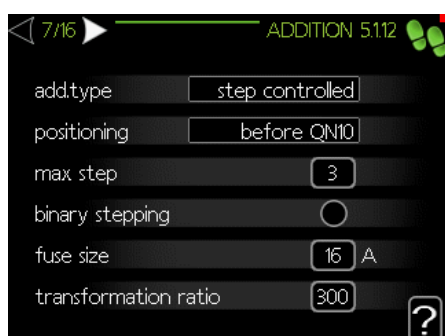 7/16 ADDITION 5.1.12
add.type step controlled
positioning before QN10
max step 3
binary stepping
fuse size 16 A
transformation ratio 300
?